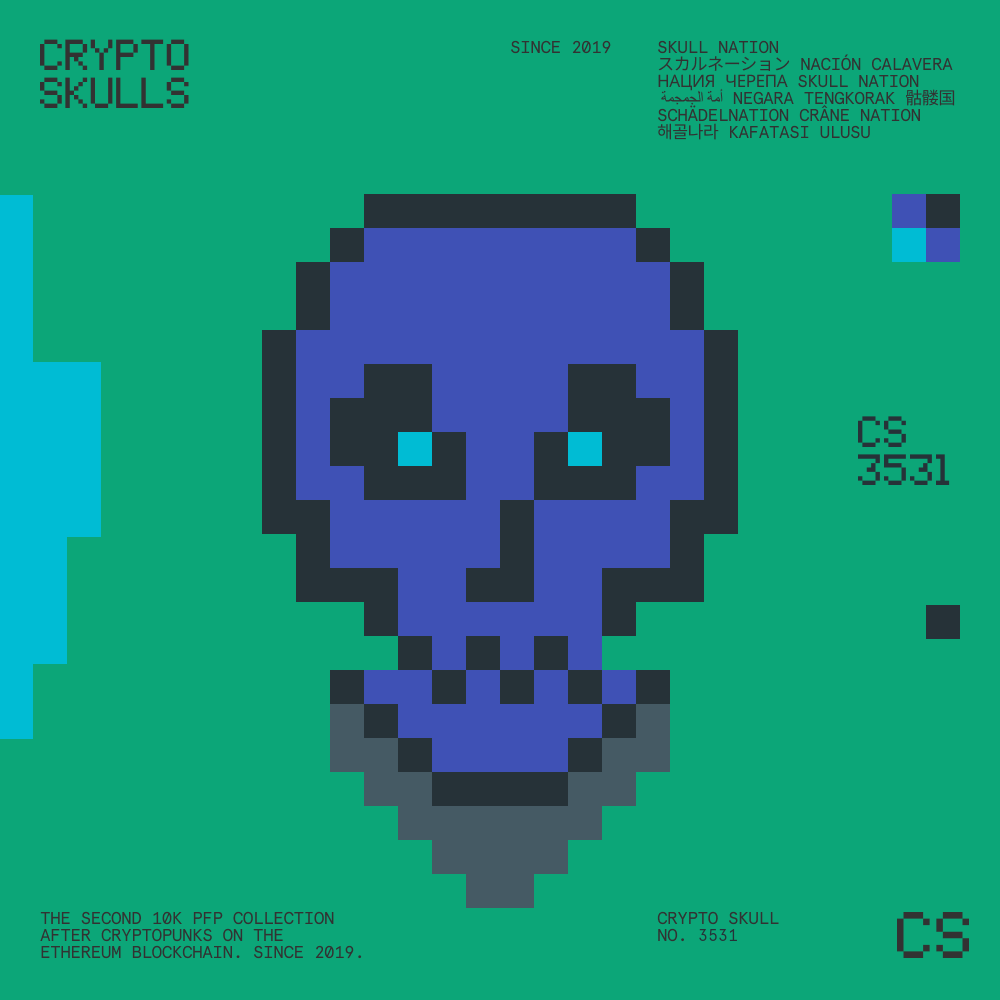 CRYPTO
SKULLS
SINCE 2019
SKULL NATION
スカルネーション NACIÓN CALAVERA
НАЦИЯ ЧЕРЕПА SKULL NATION
أمة الجمجمة NEGARA TENGKORAK 骷髅国
SCHÄDELNATION CRÂNE NATION
해골나라 KAFATASI ULUSU
CS
3531
THE SECOND 10K PFP COLLECTION
AFTER CRYPTOPUNKS ON THE
ETHEREUM BLOCKCHAIN. SINCE 2019.
CRYPTO SKULL
NO. 3531
CS